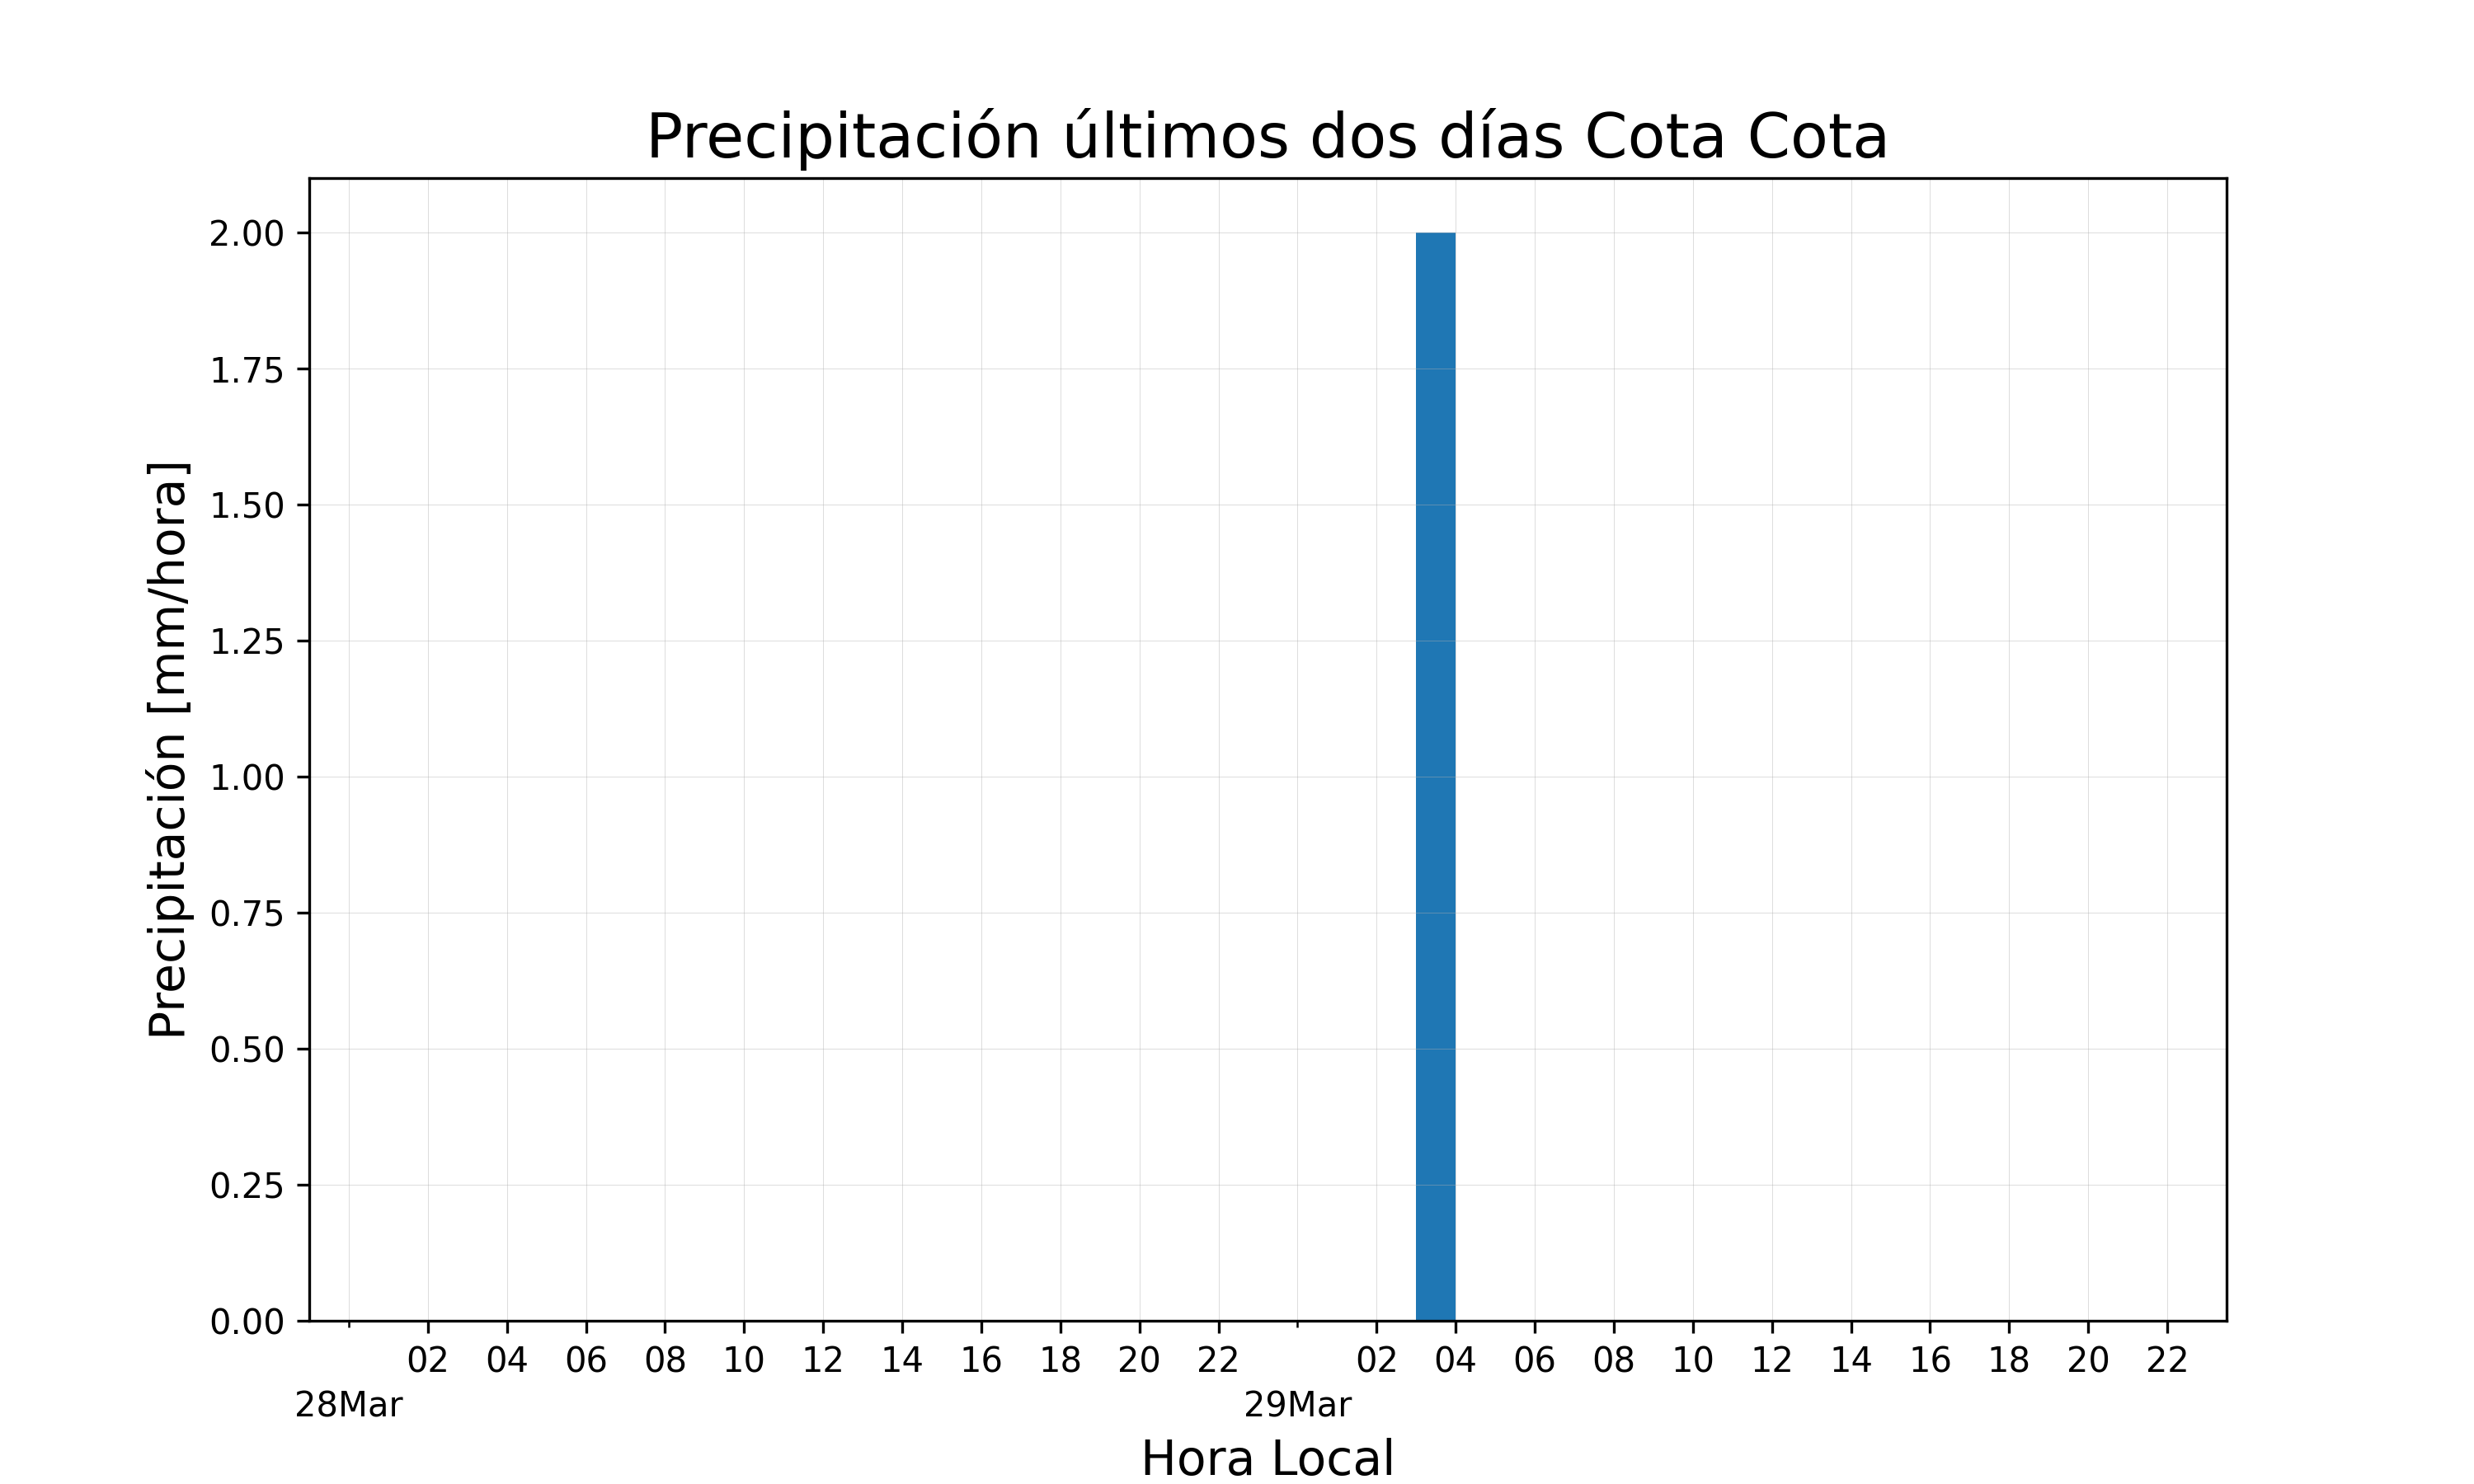 Precipitación últimos dos días Cota Cota
Precipitación [mm/hora]
2.00
1.75
1.50
1.25
1.00
0.75
0.50
0.25
0.00
02 04 06 08 10 12 14 16 18 20 22 02 04 06 08 10 12 14 16 18 20 22
28Mar 29Mar
Hora Local